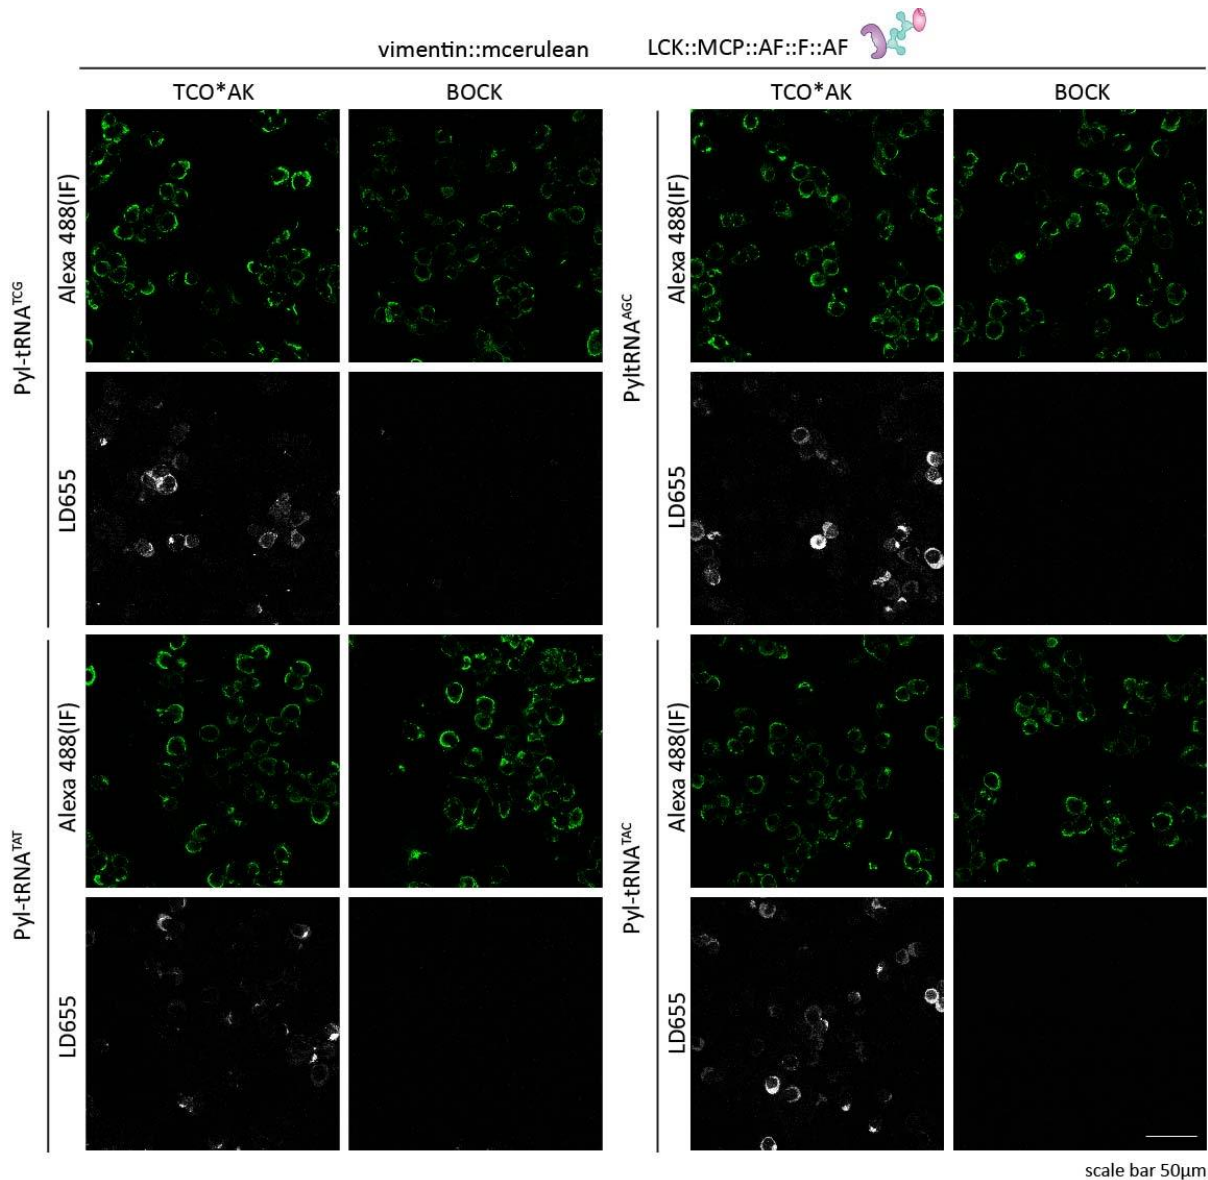 vimentin::mcerulean LCK::MCP::AF::F::AF
TCO*AK BOCK TCO*AK BOCK
Pyl-tRNATCG
Alexa 488(IF)
LD655
PyltRNAAGC
Alexa 488(IF)
LD655
Pyl-tRNATAT
Alexa 488(IF)
LD655
Pyl-tRNATAC
Alexa 488(IF)
LD655
scale bar 50µm